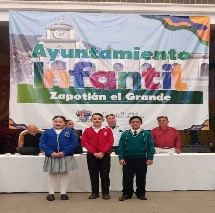 Ayuntamiento
Infantil
Zapotlán el Grande